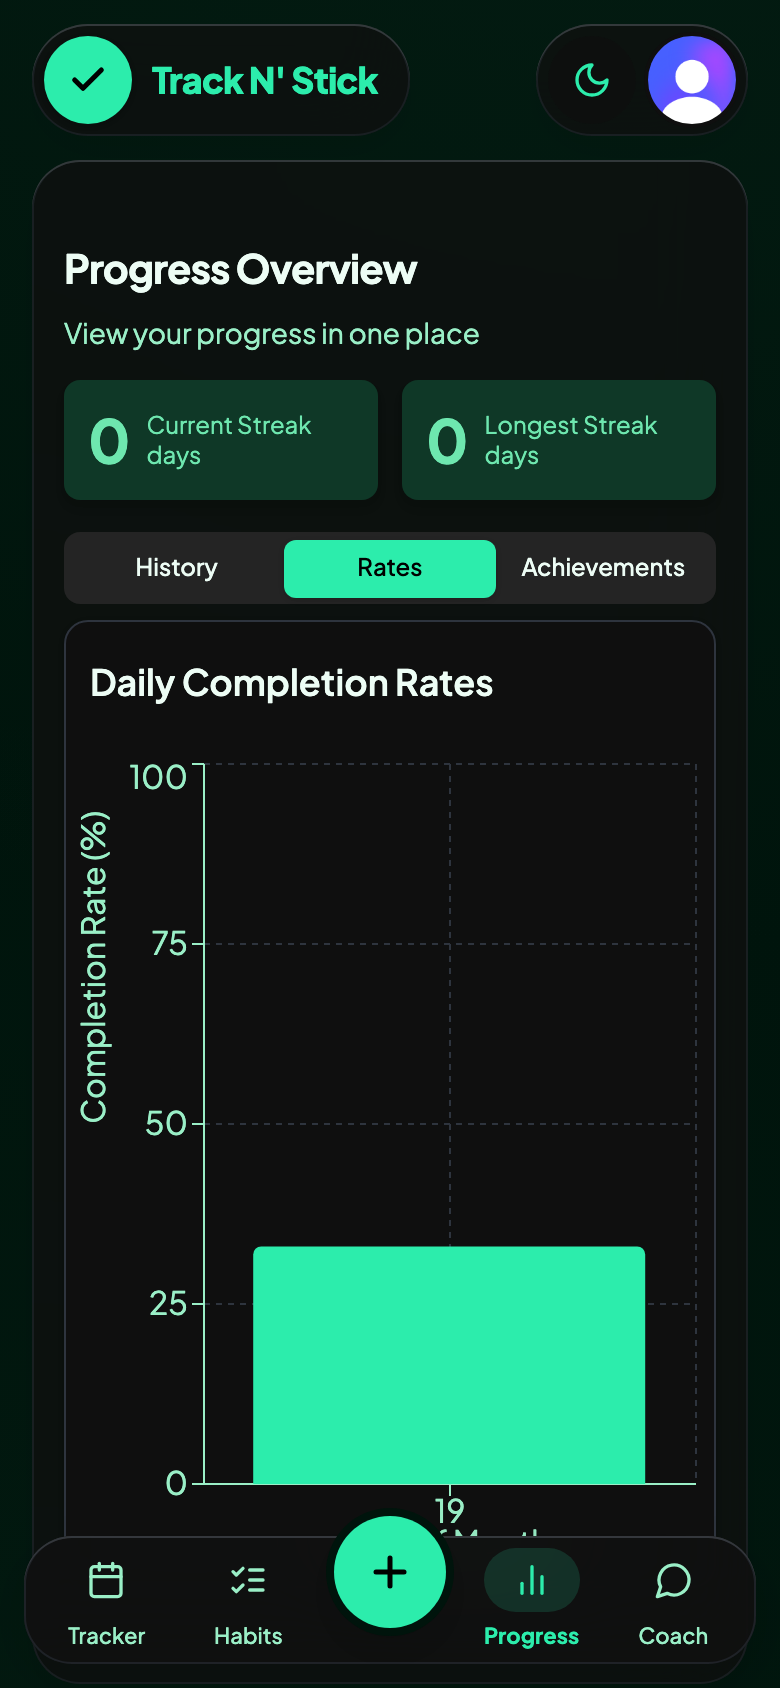 Track N' Stick
Progress Overview
View your progress in one place
0 Current Streak
days
0 Longest Streak
days
History Rates Achievements
Daily Completion Rates
Completion Rate (%)
100
75
50
25
0
19
Tracker Habits Progress Coach